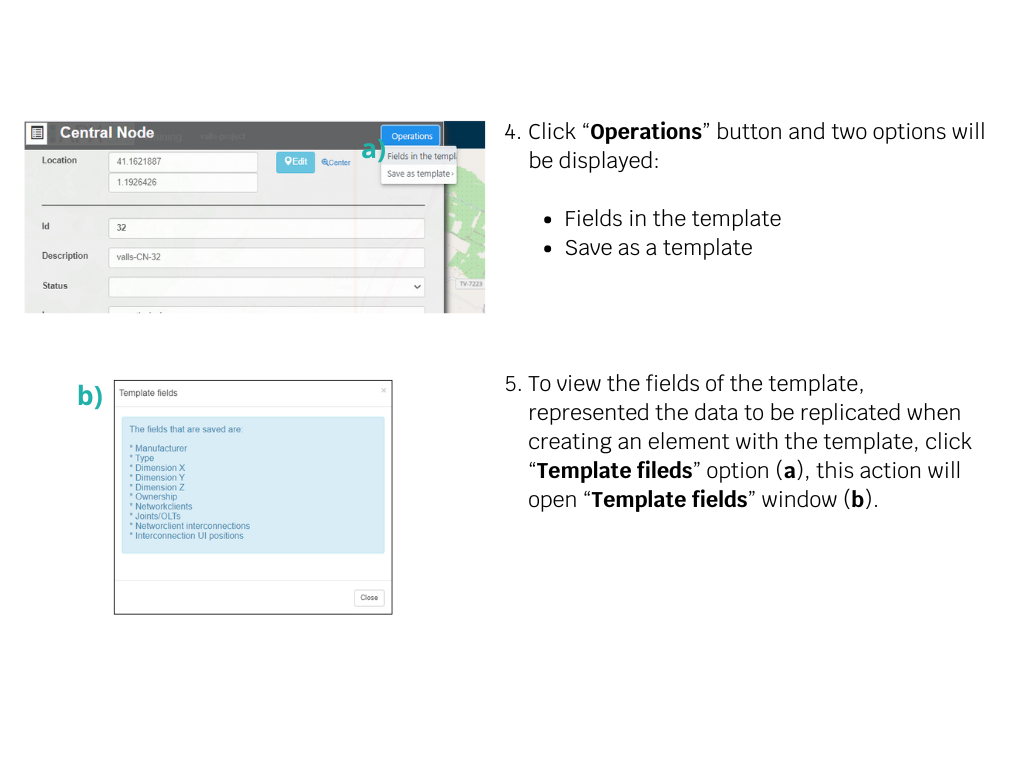 Central Node
Operations
a)
Fields in the templ
Save as template
Location
41.1621887
Edit
Center
1.1926426
Id
32
Description
valls-CN-32
Status
TV-7223
4. Click “Operations” button and two options will
be displayed:
• Fields in the template
• Save as a template
b)
Template fields
×
The fields that are saved are:
* Manufacturer
* Type
* Dimension X
* Dimension Y
* Dimension Z
* Ownership
* Networkclients
* Joints/OLTs
* Networclient interconnections
* Interconnection UI positions
Close
5. To view the fields of the template,
represented the data to be replicated when
creating an element with the template, click
“Template fileds” option (a), this action will
open “Template fields” window (b).